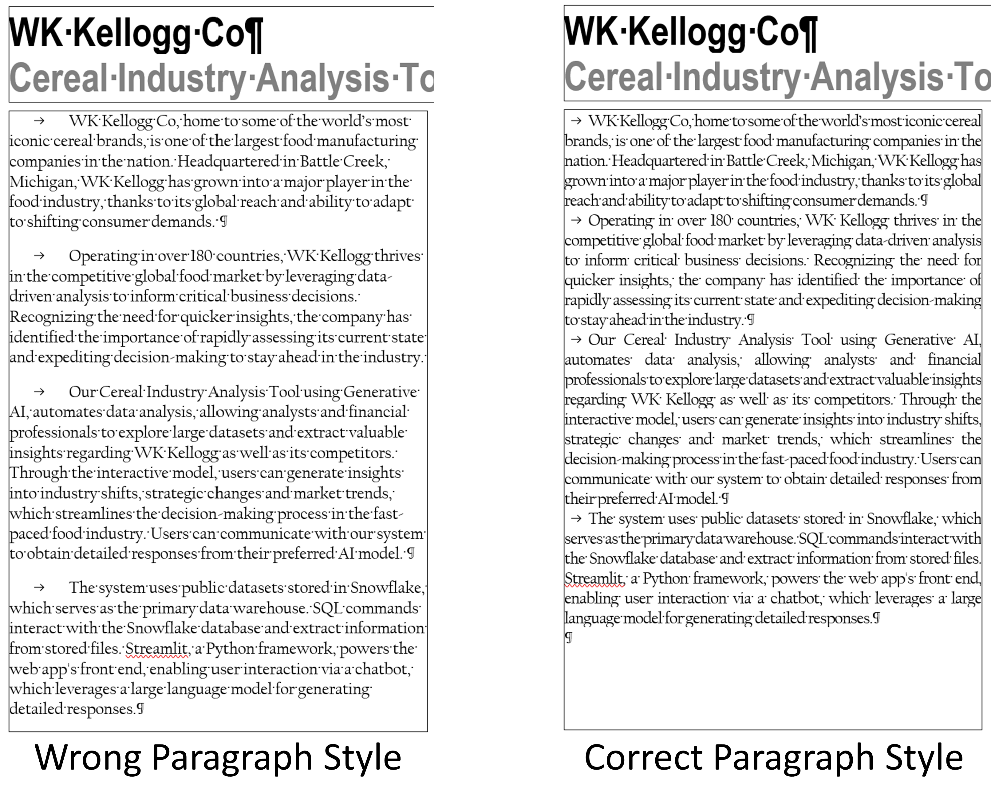 WK·Kellogg·Co¶
Cereal·Industry·Analysis·To
→ WK·Kellogg·Co,·home·to·some·of·the·world's·most·
iconic·cereal·brands,·is·one·of·the·largest·food·manufacturing·
companies·in·the·nation.·Headquartered·in·Battle·Creek,·
Michigan,·WK·Kellogg·has·grown·into·a·major·player·in·the·
food·industry,·thanks·to·its·global·reach·and·ability·to·adapt·
to·shifting·consumer·demands.·¶
→ Operating·in·over·180·countries,·WK·Kellogg·thrives·
in·the·competitive·global·food·market·by·leveraging·data-
driven·analysis·to·inform·critical·business·decisions.·
Recognizing·the·need·for·quicker·insights,·the·company·has·
identified·the·importance·of·rapidly·assessing·its·current·state·
and·expediting·decision-making·to·stay·ahead·in·the·industry.·
→ Our·Cereal·Industry·Analysis·Tool·using·Generative·
AI,·automates·data·analysis,·allowing·analysts·and·financial·
professionals·to·explore·large·datasets·and·extract·valuable·
insights·regarding·WK·Kellogg·as·well·as·its·competitors.·
Through·the·interactive·model,·users·can·generate·insights·
into·industry·shifts,·strategic·changes·and·market·trends,·
which·streamlines·the·decision-making·process·in·the·fast-
paced·food·industry.·Users·can·communicate·with·our·system·
to·obtain·detailed·responses·from·their·preferred·AI·model.·¶
→ The·system·uses·public·datasets·stored·in·Snowflake,·
which·serves·as·the·primary·data·warehouse.·SQL·commands·
interact·with·the·Snowflake·database·and·extract·information·
from·stored·files.·Streamlit,·a·Python·framework,·powers·the·
web·app's·front·end,·enabling·user·interaction·via·a·chatbot,·
which·leverages·a·large·language·model·for·generating·
detailed·responses.¶
Wrong Paragraph Style
WK·Kellogg·Co¶
Cereal·Industry·Analysis·To
→ WK·Kellogg·Co,·home·to·some·of·the·world's·most·iconic·cereal·
brands,·is·one·of·the·largest·food·manufacturing·companies·in·the·
nation.·Headquartered·in·Battle·Creek,·Michigan,·WK·Kellogg·has·
grown·into·a·major·player·in·the·food·industry,·thanks·to·its·global·
reach·and·ability·to·adapt·to·shifting·consumer·demands.·¶
→ Operating·in·over·180·countries,·WK·Kellogg·thrives·in·the·
competitive·global·food·market·by·leveraging·data-driven·analysis·
to·inform·critical·business·decisions.·Recognizing·the·need·for·
quicker·insights,·the·company·has·identified·the·importance·of·
rapidly·assessing·its·current·state·and·expediting·decision-making·
to·stay·ahead·in·the·industry.·¶
→ Our·Cereal·Industry·Analysis·Tool·using·Generative·AI,·
automates·data·analysis,·allowing·analysts·and·financial·
professionals·to·explore·large·datasets·and·extract·valuable·insights·
regarding·WK·Kellogg·as·well·as·its·competitors.·Through·the·
interactive·model,·users·can·generate·insights·into·industry·shifts,·
strategic·changes·and·market·trends,·which·streamlines·the·
decision-making·process·in·the·fast-paced·food·industry.·Users·can·
communicate·with·our·system·to·obtain·detailed·responses·from·
their·preferred·AI·model.·¶
→ The·system·uses·public·datasets·stored·in·Snowflake,·which·
serves·as·the·primary·data·warehouse.·SQL·commands·interact·with·
the·Snowflake·database·and·extract·information·from·stored·files.·
Streamlit,·a·Python·framework,·powers·the·web·app's·front·end,·
enabling·user·interaction·via·a·chatbot,·which·leverages·a·large·
language·model·for·generating·detailed·responses.¶
¶
Correct Paragraph Style